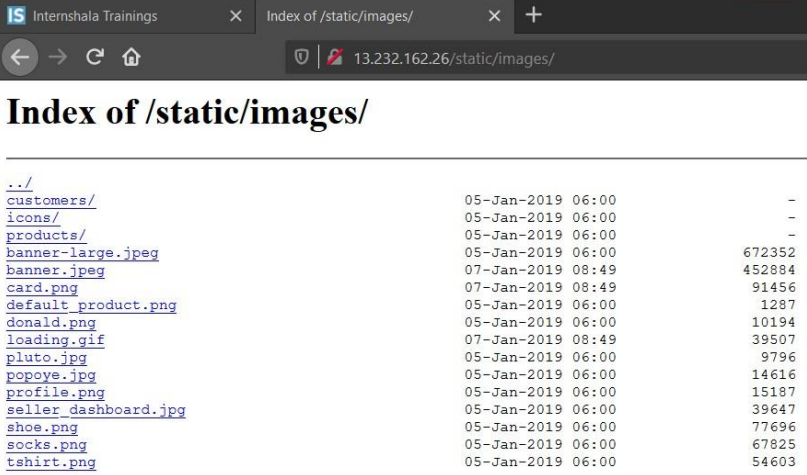 IS Internshala Trainings × Index of /static/images/ × +
13.232.162.26/static/images/
Index of /static/images/
../
customers/ 05-Jan-2019 06:00 -
icons/ 05-Jan-2019 06:00 -
products/ 05-Jan-2019 06:00 -
banner-large.jpeg 05-Jan-2019 06:00 672352
banner.jpeg 07-Jan-2019 08:49 452884
card.png 07-Jan-2019 08:49 91456
default_product.png 05-Jan-2019 06:00 1287
donald.png 05-Jan-2019 06:00 10194
loading.gif 07-Jan-2019 08:49 39507
pluto.jpg 05-Jan-2019 06:00 9796
popoye.jpg 05-Jan-2019 06:00 14616
profile.png 05-Jan-2019 06:00 15187
seller_dashboard.jpg 05-Jan-2019 06:00 39647
shoe.png 05-Jan-2019 06:00 77696
socks.png 05-Jan-2019 06:00 67825
tshirt.png 05-Jan-2019 06:00 54603